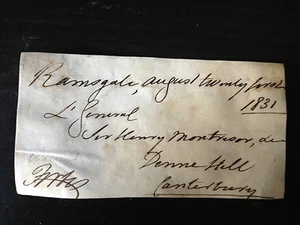 Ramsgate, august twenty first
1831
Lt General
Sir Henry Montresor, &c
Denne Hill
Canterbury